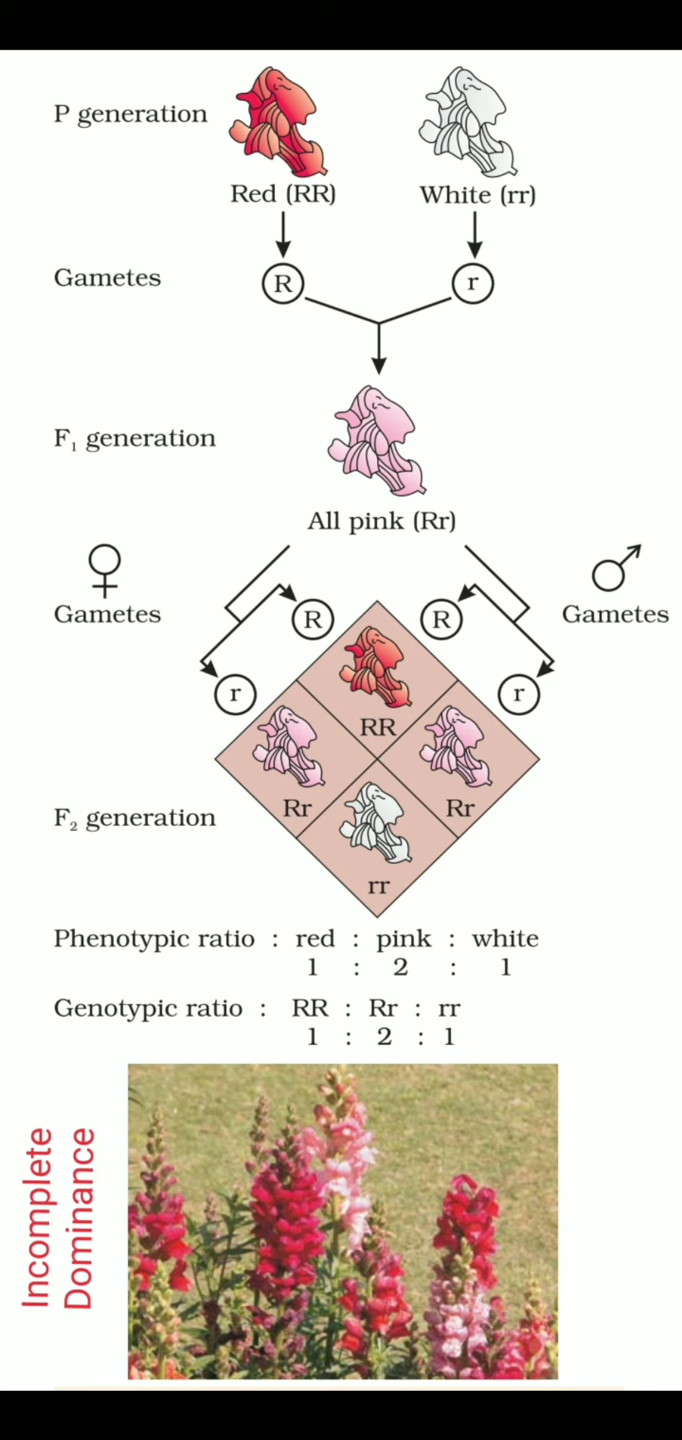 P generation
Red (RR)
White (rr)
Gametes
R
r
F₁ generation
All pink (Rr)
♀
♂
Gametes
Gametes
R
R
r
r
RR
Rr
Rr
F₂ generation
rr
Phenotypic ratio : red : pink : white
1 : 2 : 1
Genotypic ratio : RR : Rr : rr
1 : 2 : 1
Incomplete
Dominance